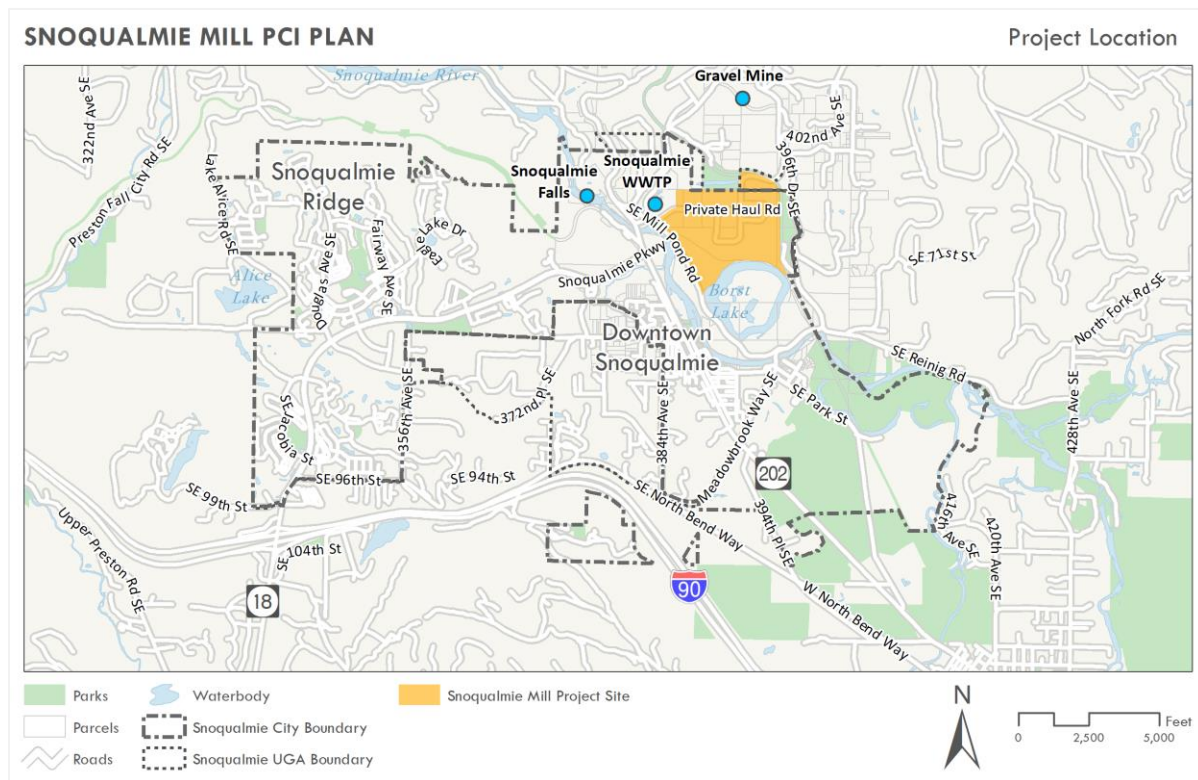 SNOQUALMIE MILL PCI PLAN
Project Location
Snoqualmie River
Gravel Mine
322nd Ave SE
Preston Fall City Rd SE
Lake Alice Rd SE
402nd Ave SE
396th Dr SE
Snoqualmie
Ridge
Snoqualmie
Falls
Snoqualmie
WWTP
Private Haul Rd
SE Mill Pond Rd
Fairway Ave SE
Eagle Lake Dr
Douglas Ave SE
Alice
Lake
Snoqualmie Pkwy
Borst
Lake
SE 71st St
North Fork Rd SE
Downtown
Snoqualmie
SE Reinig Rd
SE Park St
356th Ave SE
372nd Pl SE
384th Ave SE
Meadowbrook Way SE
428th Ave SE
SE Jacobia St
SE 96th St
SE 94th St
SE 99th St
202
SE North Bend Way
394th Pl SE
416th Ave SE
420th Ave SE
Upper Preston Rd SE
SE 104th St
18
90
W North Bend Way
Parks
Waterbody
Snoqualmie Mill Project Site
Parcels
Snoqualmie City Boundary
Roads
Snoqualmie UGA Boundary
N
Feet
0 2,500 5,000